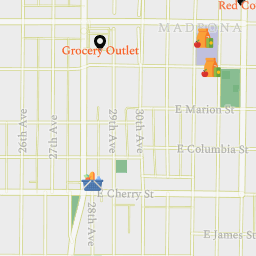 Red Co
MADRONA
Grocery Outlet
E Marion St
26th Ave
27th Ave
29th Ave
30th Ave
E Columbia St
E Cherry St
28th Ave
E James St